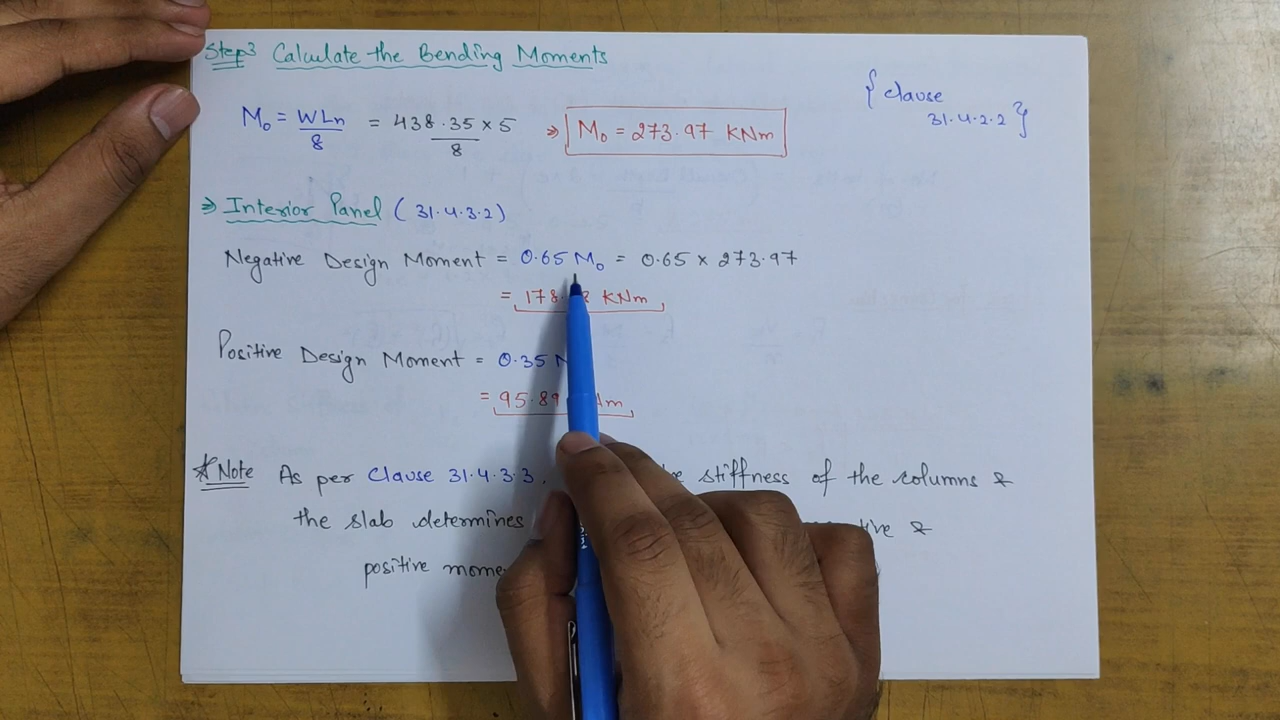 Step3 Calculate the Bending Moments
{ Clause 31.4.2.2 }
M₀ = WLn/8 = 438.35 x 5/8 ⇒ M₀ = 273.97 KNm
⇒ Interior Panel (31.4.3.2)
Negative Design Moment = 0.65 M₀ = 0.65 x 273.97
= 178. KNm
Positive Design Moment = 0.35
= 95.89
*Note As per Clause 31.4.3.3. stiffness of the columns &
the slab determines &
positive